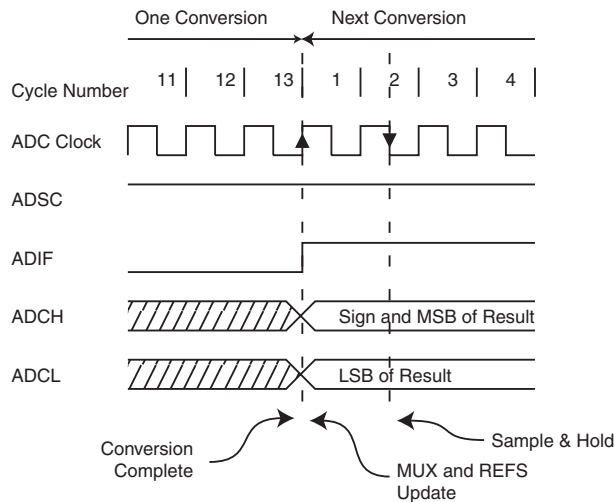 One Conversion Next Conversion
Cycle Number 11 12 13 1 2 3 4
ADC Clock
ADSC
ADIF
ADCH Sign and MSB of Result
ADCL LSB of Result
Conversion
Complete
MUX and REFS
Update
Sample & Hold